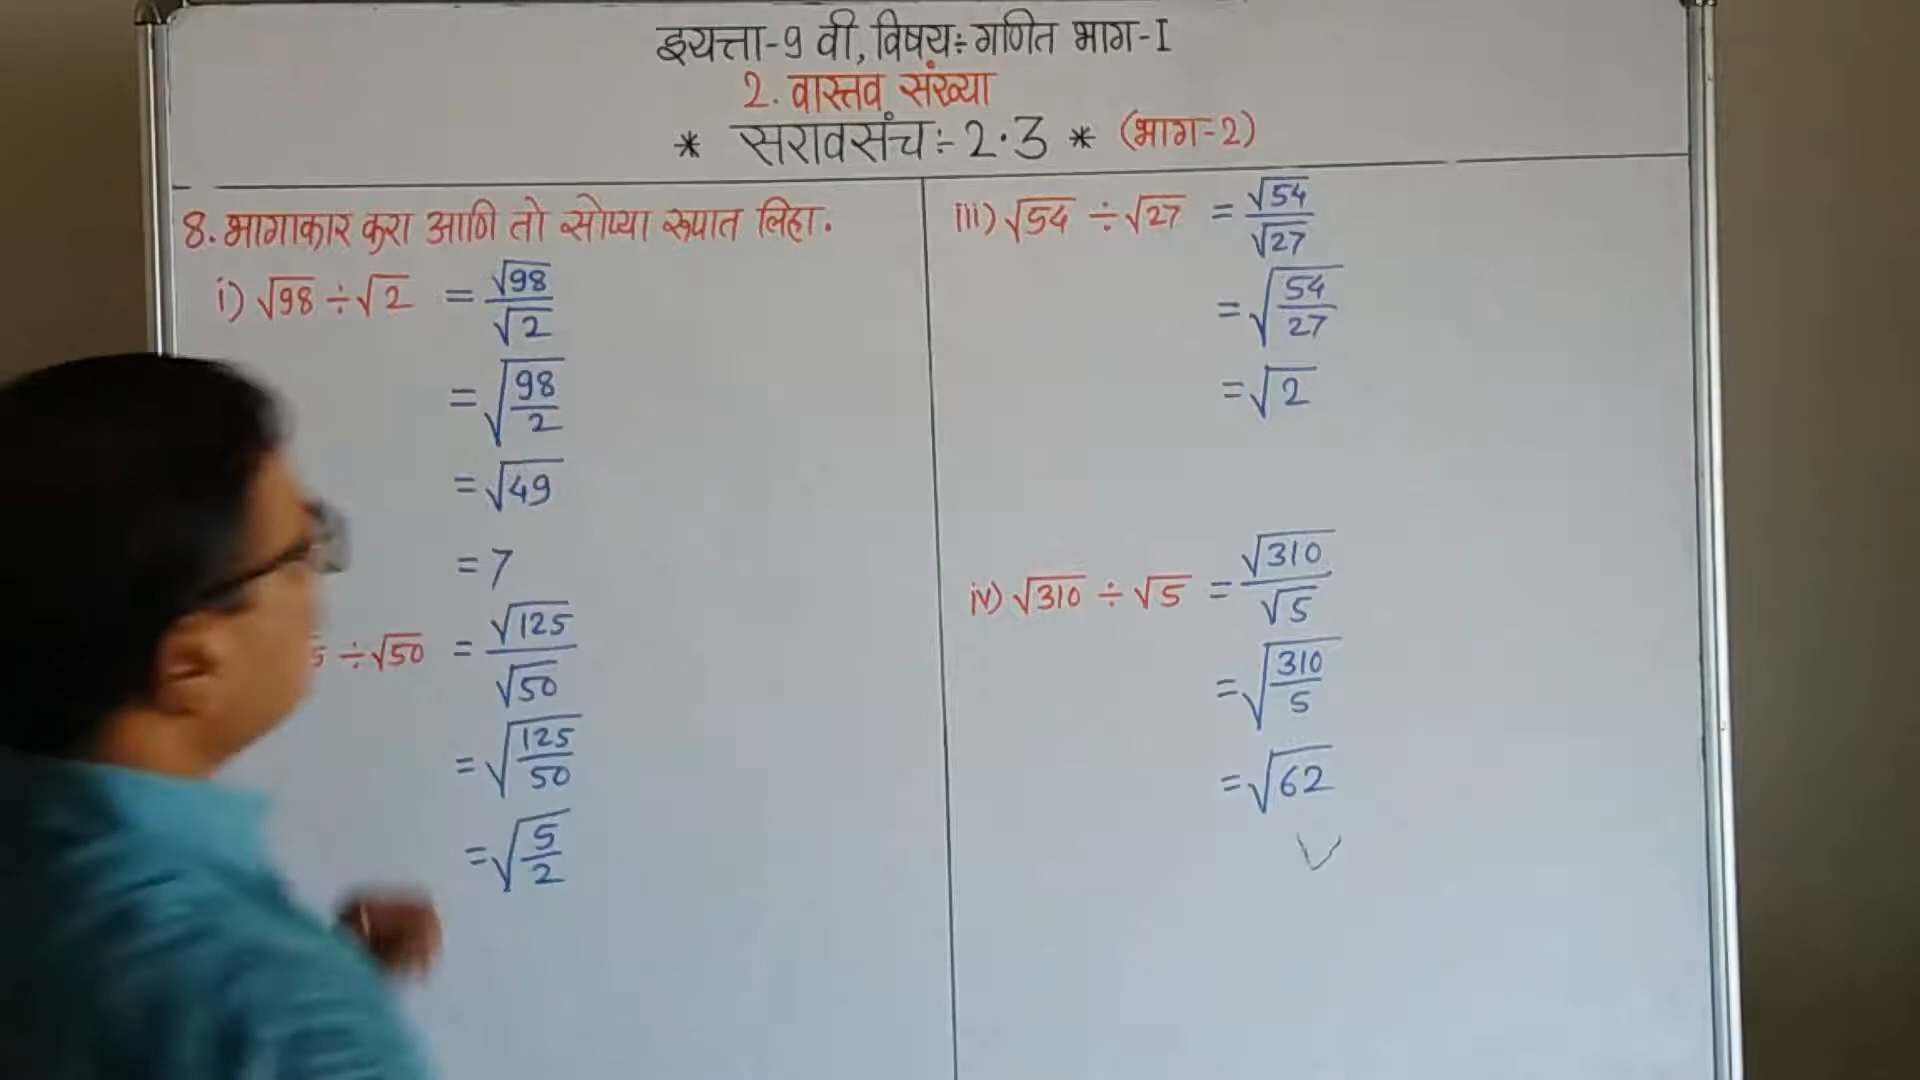 इयत्ता-9 वी, विषय:- गणित भाग-I
2. वास्तव संख्या
* सरावसंच:- 2.3 * (भाग-2)
8. भागाकार करा आणि तो सोप्या रूपात लिहा.
i) √98 ÷ √2 = √98/√2
= √(98/2)
= √49
= 7
5 ÷ √50 = √125/√50
= √(125/50)
= √(5/2)
iii) √54 ÷ √27 = √54/√27
= √(54/27)
= √2
iv) √310 ÷ √5 = √310/√5
= √(310/5)
= √62